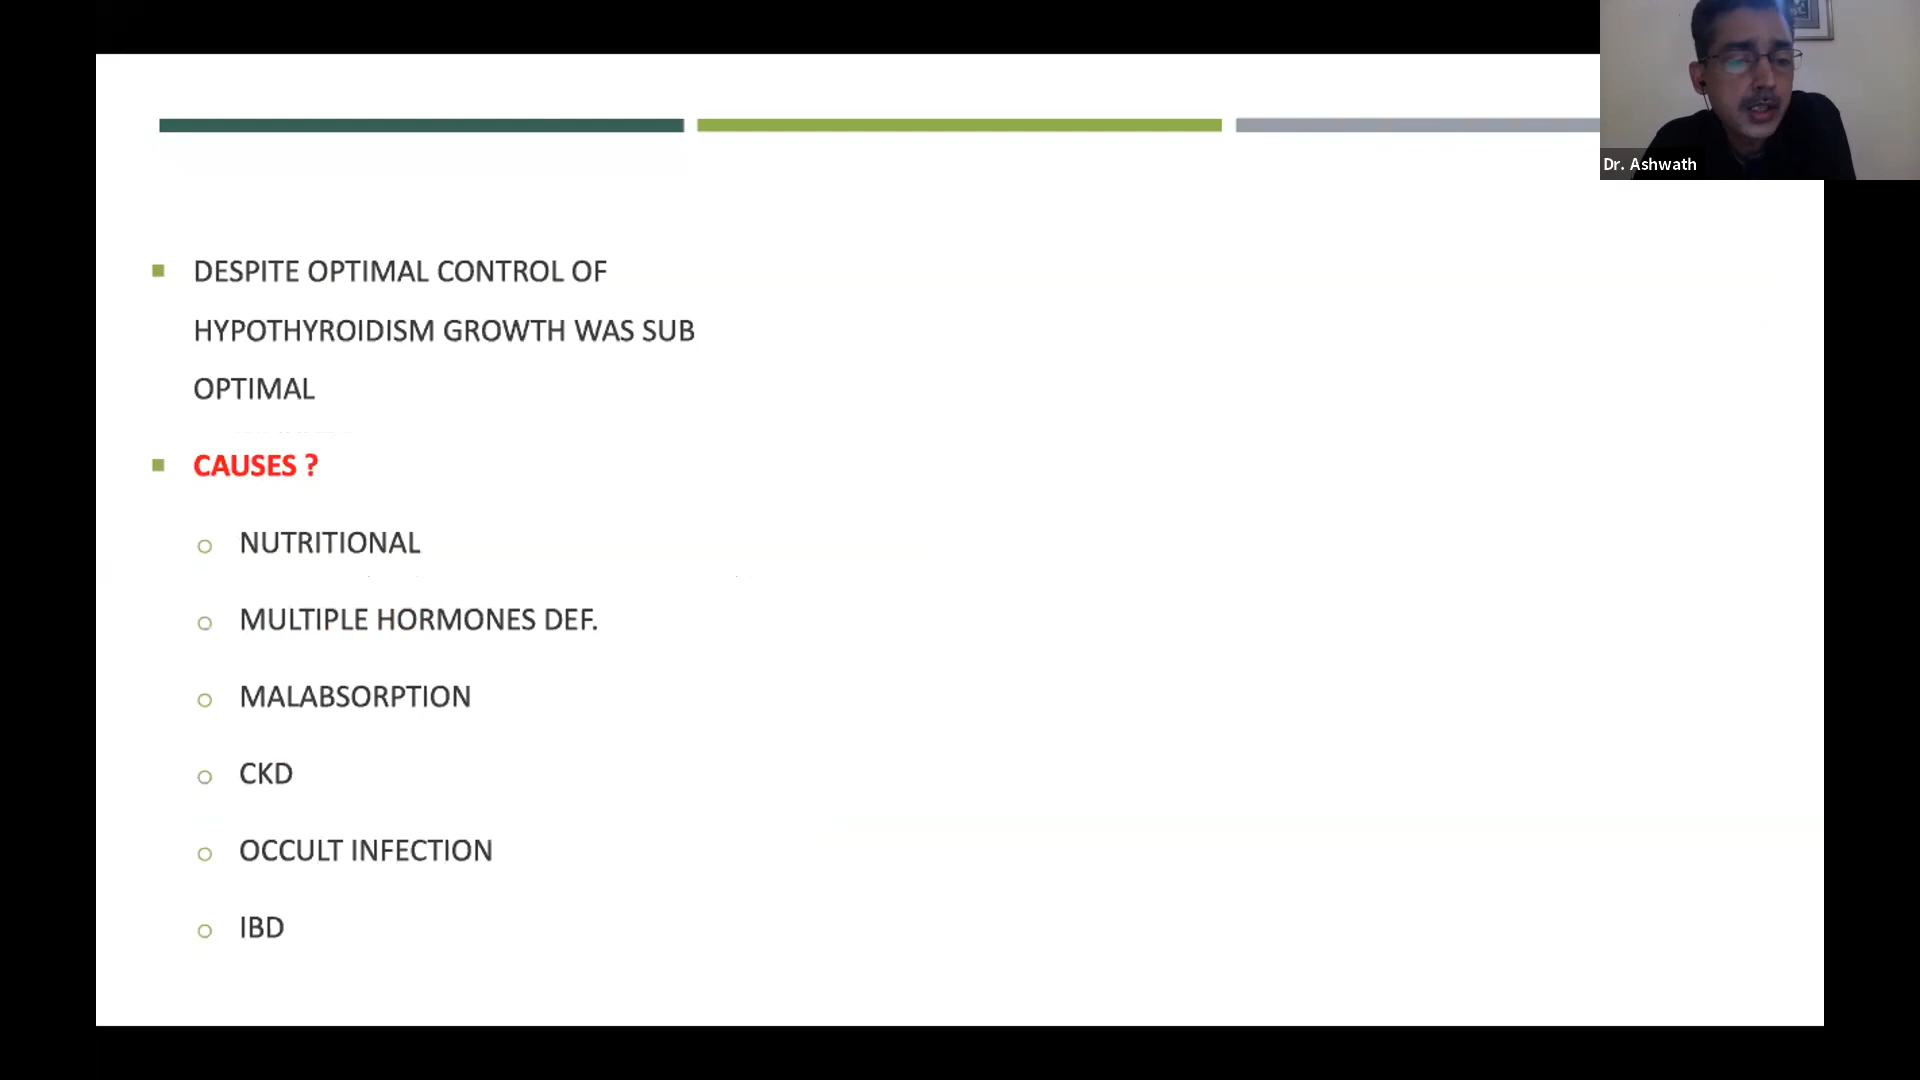 Dr. Ashwath
DESPITE OPTIMAL CONTROL OF
HYPOTHYROIDISM GROWTH WAS SUB
OPTIMAL
CAUSES ?
NUTRITIONAL
MULTIPLE HORMONES DEF.
MALABSORPTION
CKD
OCCULT INFECTION
IBD